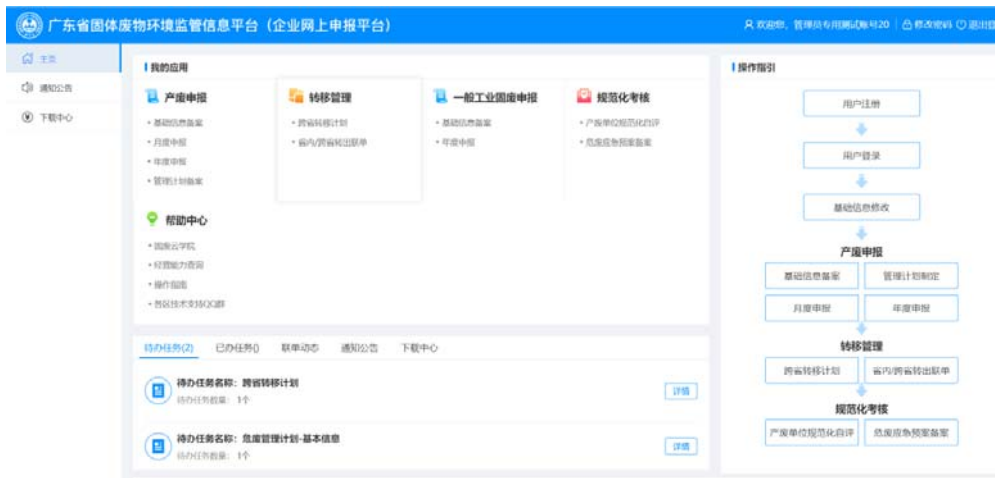 广东省固体废物环境监管信息平台（企业网上申报平台）
欢迎您，管理员专用测试账号20 修改密码 退出登
主页
通知公告
下载中心
我的应用
产废申报
• 基础信息备案
• 月度申报
• 年度申报
• 管理计划备案
转移管理
• 跨省转移计划
• 省内/跨省转出联单
一般工业固废申报
• 基础信息备案
• 年度申报
规范化考核
• 产废单位规范化自评
• 危废应急预案备案
帮助中心
• 固废云学院
• 经营能力查询
• 操作指南
• 各区技术支持QQ群
待办任务(2) 已办任务() 联单动态 通知公告 下载中心
待办任务名称：跨省转移计划
待办任务数量： 1个
详情
待办任务名称：危废管理计划-基本信息
待办任务数量： 1个
详情
操作指引
用户注册
用户登录
基础信息修改
产废申报
基础信息备案 管理计划制定
月度申报 年度申报
转移管理
跨省转移计划 省内/跨省转出联单
规范化考核
产废单位规范化自评 危废应急预案备案